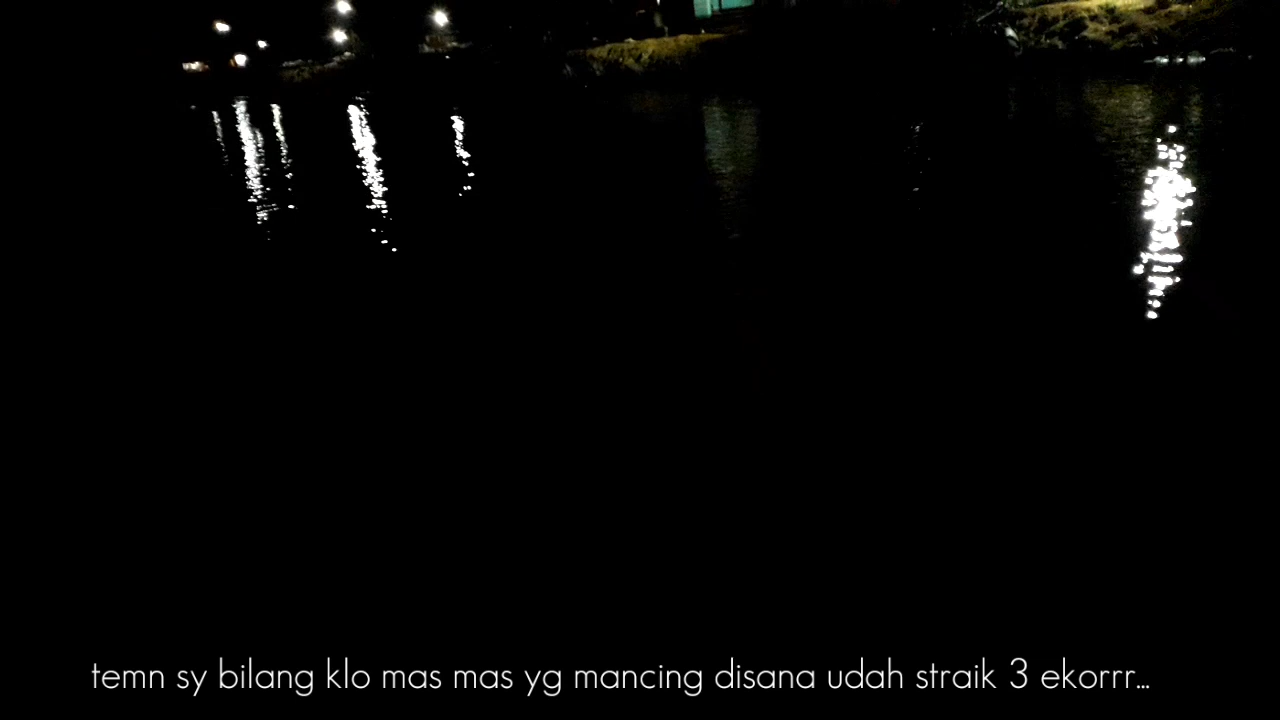 temn sy bilang klo mas mas yg mancing disana udah straik 3 ekorrr...